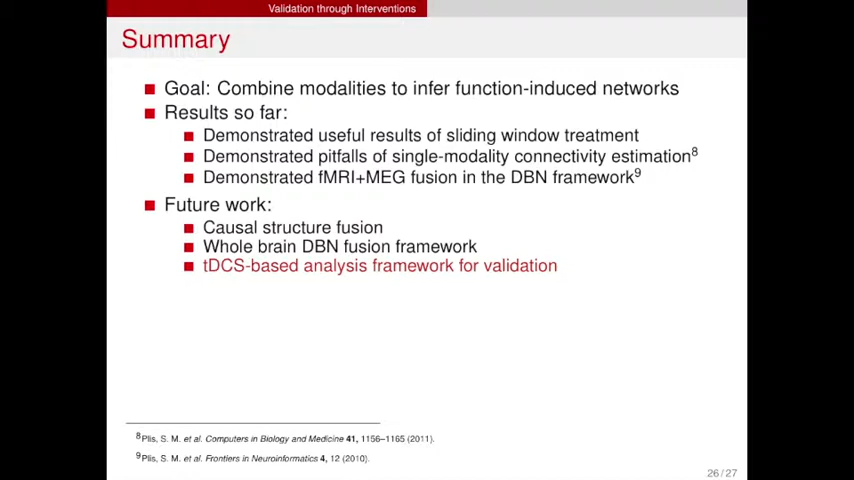 Validation through Interventions
Summary
Goal: Combine modalities to infer function-induced networks
Results so far:
Demonstrated useful results of sliding window treatment
Demonstrated pitfalls of single-modality connectivity estimation8
Demonstrated fMRI+MEG fusion in the DBN framework9
Future work:
Causal structure fusion
Whole brain DBN fusion framework
tDCS-based analysis framework for validation
8Plis, S. M. et al. Computers in Biology and Medicine 41, 1156–1165 (2011).
9Plis, S. M. et al. Frontiers in Neuroinformatics 4, 12 (2010).
26 / 27